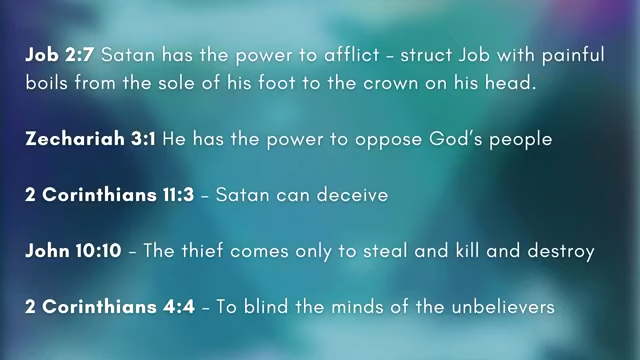 Job 2:7 Satan has the power to afflict – struct Job with painful
boils from the sole of his foot to the crown on his head.
Zechariah 3:1 He has the power to oppose God's people
2 Corinthians 11:3 – Satan can deceive
John 10:10 – The thief comes only to steal and kill and destroy
2 Corinthians 4:4 – To blind the minds of the unbelievers